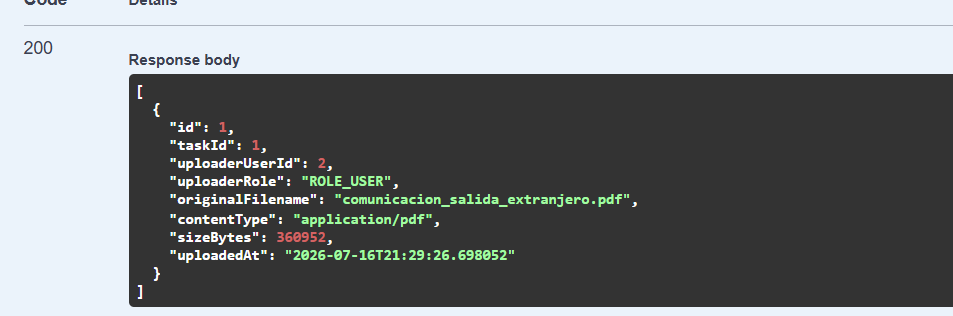 Code Details
200
Response body
[
{
"id": 1,
"taskId": 1,
"uploaderUserId": 2,
"uploaderRole": "ROLE_USER",
"originalFilename": "comunicacion_salida_extranjero.pdf",
"contentType": "application/pdf",
"sizeBytes": 360952,
"uploadedAt": "2026-07-16T21:29:26.698052"
}
]